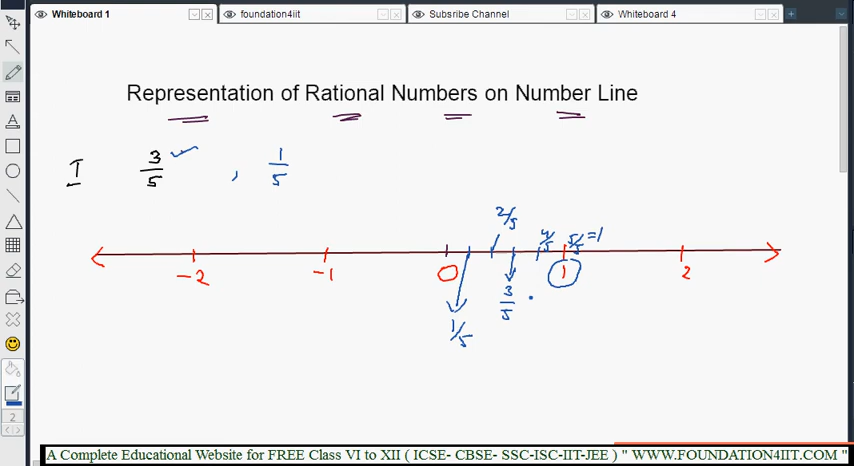 Whiteboard 1 foundation4iit Subsribe Channel Whiteboard 4
Representation of Rational Numbers on Number Line
I 3/5 , 1/5
2/5 4/5 5/5=1
-2 -1 0 1 2
3/5
1/5
2
A Complete Educational Website for FREE Class VI to XII ( ICSE- CBSE- SSC-ISC-IIT-JEE ) " WWW.FOUNDATION4IIT.COM "